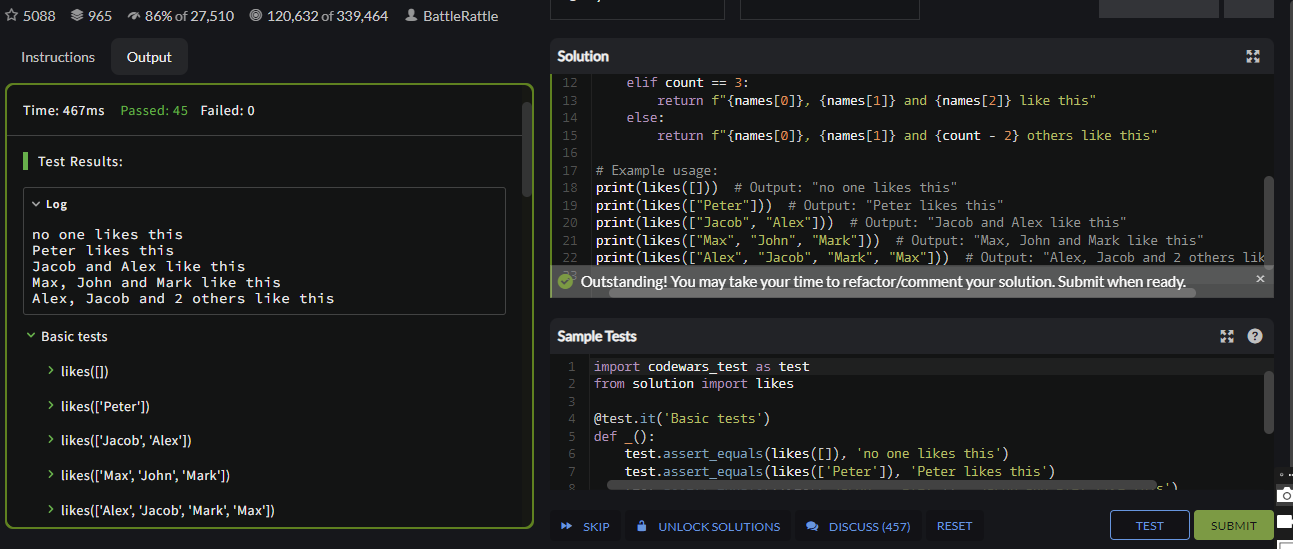 5088 965 86% of 27,510 120,632 of 339,464 BattleRattle
Instructions Output
Time: 467ms Passed: 45 Failed: 0
Test Results:
Log
no one likes this
Peter likes this
Jacob and Alex like this
Max, John and Mark like this
Alex, Jacob and 2 others like this
Basic tests
likes([])
likes(['Peter'])
likes(['Jacob', 'Alex'])
likes(['Max', 'John', 'Mark'])
likes(['Alex', 'Jacob', 'Mark', 'Max'])
Solution
12 elif count == 3:
13 return f"{names[0]}, {names[1]} and {names[2]} like this"
14 else:
15 return f"{names[0]}, {names[1]} and {count - 2} others like this"
16
17 # Example usage:
18 print(likes([])) # Output: "no one likes this"
19 print(likes(["Peter"])) # Output: "Peter likes this"
20 print(likes(["Jacob", "Alex"])) # Output: "Jacob and Alex like this"
21 print(likes(["Max", "John", "Mark"])) # Output: "Max, John and Mark like this"
22 print(likes(["Alex", "Jacob", "Mark", "Max"])) # Output: "Alex, Jacob and 2 others lik
23
Outstanding! You may take your time to refactor/comment your solution. Submit when ready.
Sample Tests
1 import codewars_test as test
2 from solution import likes
3
4 @test.it('Basic tests')
5 def _():
6 test.assert_equals(likes([]), 'no one likes this')
7 test.assert_equals(likes(['Peter']), 'Peter likes this')
8
SKIP UNLOCK SOLUTIONS DISCUSS (457) RESET TEST SUBMIT